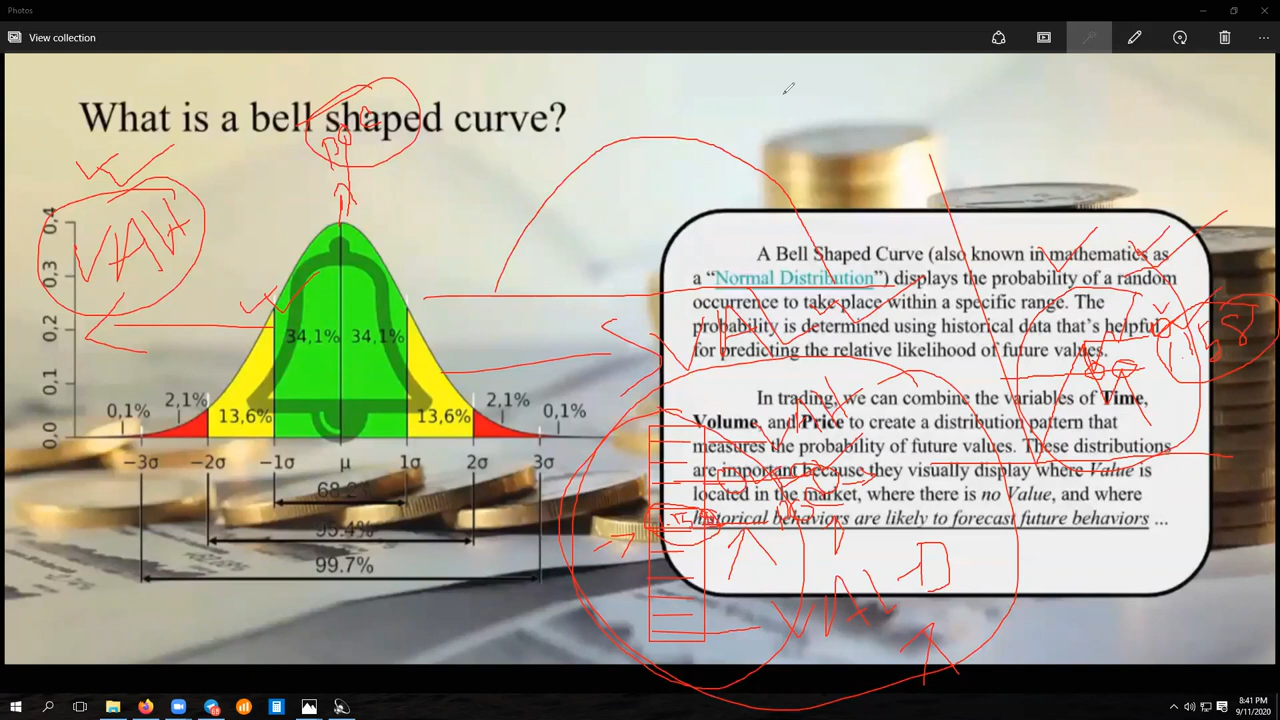 Photos
View collection
What is a bell shaped curve?
POC
VAH
0,4
0,3
0,2
0,1
0.0
34,1% 34,1%
2,1% 2,1%
0,1% 13,6% 13,6% 0,1%
−3σ −2σ −1σ µ 1σ 2σ 3σ
68.2%
95.4%
99.7%
A Bell Shaped Curve (also known in mathematics as
a “Normal Distribution”) displays the probability of a random
occurrence to take place within a specific range. The
probability is determined using historical data that’s helpful
for predicting the relative likelihood of future values.
In trading, we can combine the variables of Time,
Volume, and Price to create a distribution pattern that
measures the probability of future values. These distributions
are important because they visually display where Value is
located in the market, where there is no Value, and where
historical behaviors are likely to forecast future behaviors ...
VAL
VAL
D
8:41 PM
9/11/2020